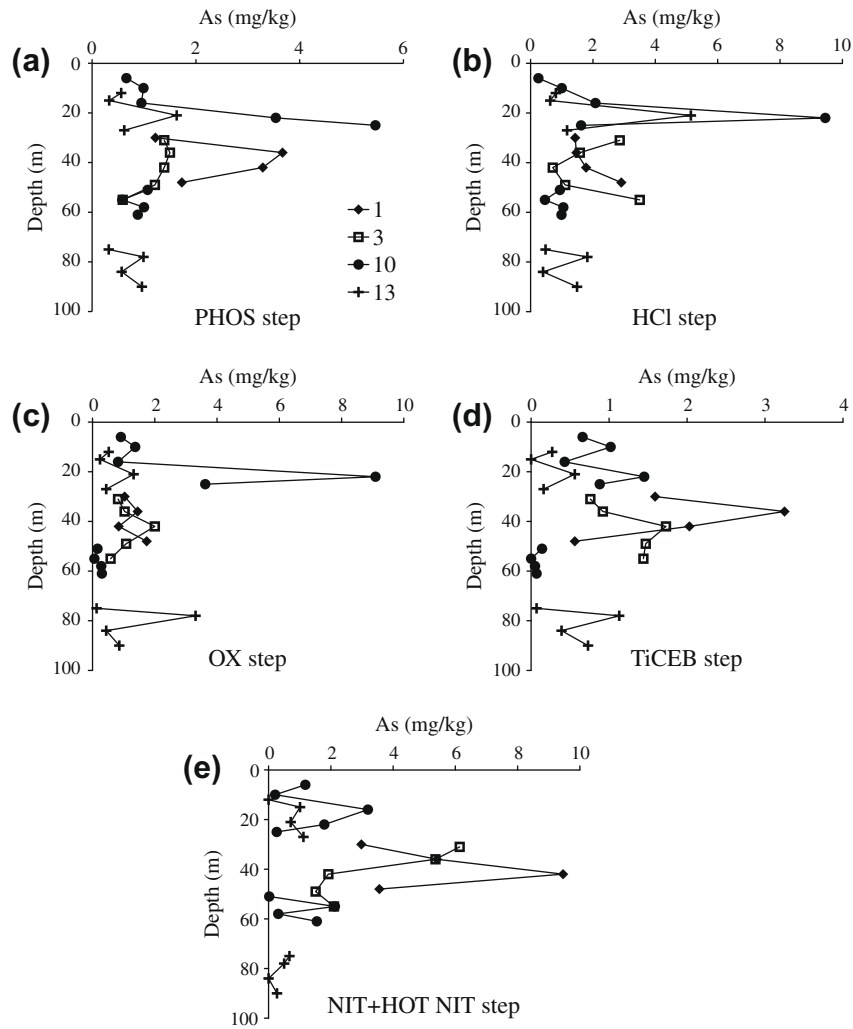 As (mg/kg)
0 2 4 6
(a)
0
20
40
60
80
100
Depth (m)
1
3
10
13
PHOS step
As (mg/kg)
0 2 4 6 8 10
(b)
0
20
40
60
80
100
Depth (m)
HCl step
As (mg/kg)
0 2 4 6 8 10
(c)
0
20
40
60
80
100
Depth (m)
OX step
As (mg/kg)
0 1 2 3 4
(d)
0
20
40
60
80
100
Depth (m)
TiCEB step
As (mg/kg)
0 2 4 6 8 10
(e)
0
20
40
60
80
100
Depth (m)
NIT+HOT NIT step